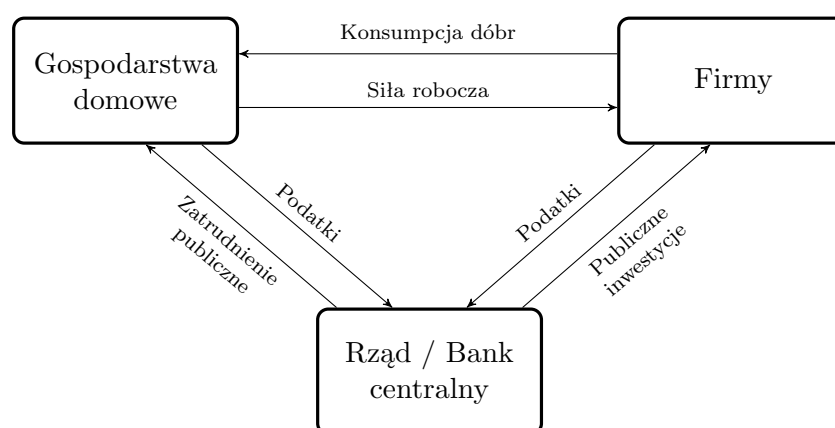 Konsumpcja dóbr
Gospodarstwa
domowe
Firmy
Siła robocza
Zatrudnienie
publiczne
Podatki
Podatki
Publiczne
inwestycje
Rząd / Bank
centralny